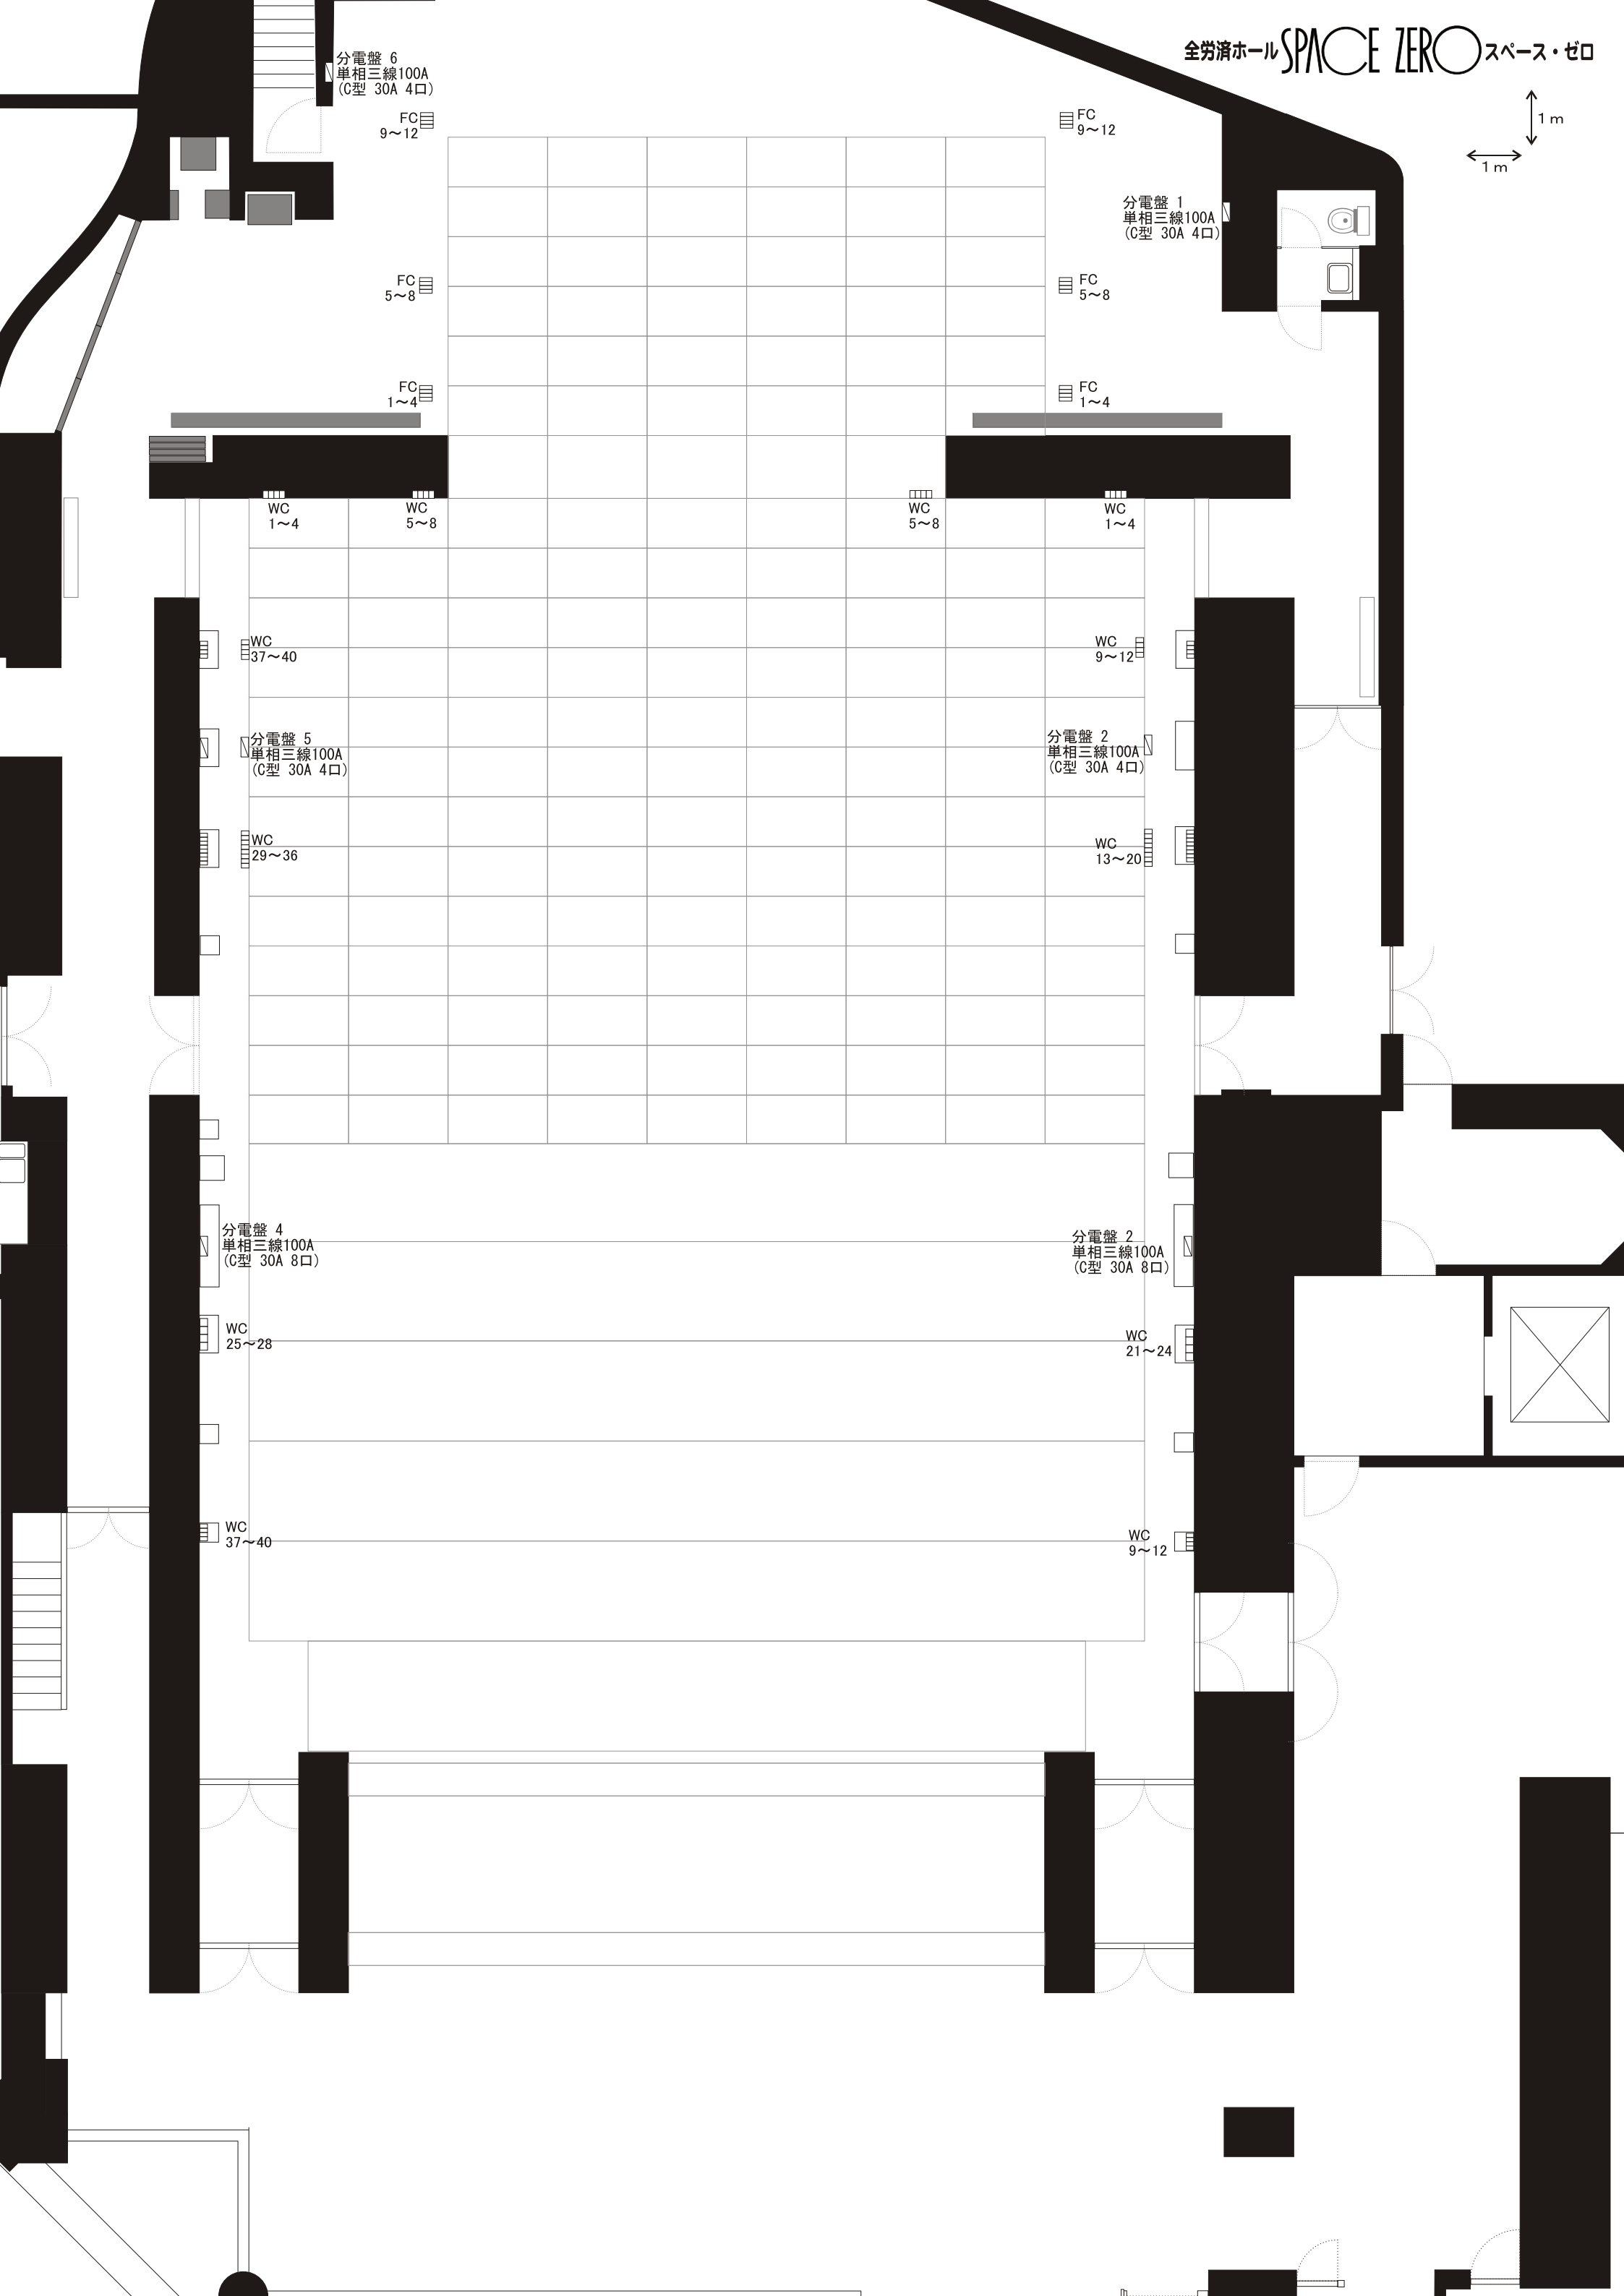 全労済ホール SPACE ZERO スペース・ゼロ
1m
1m
分電盤 6
単相三線100A
(C型 30A 4口)
FC
9～12
FC
9～12
分電盤 1
単相三線100A
(C型 30A 4口)
FC
5～8
FC
5～8
FC
1～4
FC
1～4
WC
1～4
WC
5～8
WC
5～8
WC
1～4
WC
37～40
WC
9～12
分電盤 5
単相三線100A
(C型 30A 4口)
分電盤 2
単相三線100A
(C型 30A 4口)
WC
29～36
WC
13～20
分電盤 4
単相三線100A
(C型 30A 8口)
分電盤 2
単相三線100A
(C型 30A 8口)
WC
25～28
WC
21～24
WC
37～40
WC
9～12